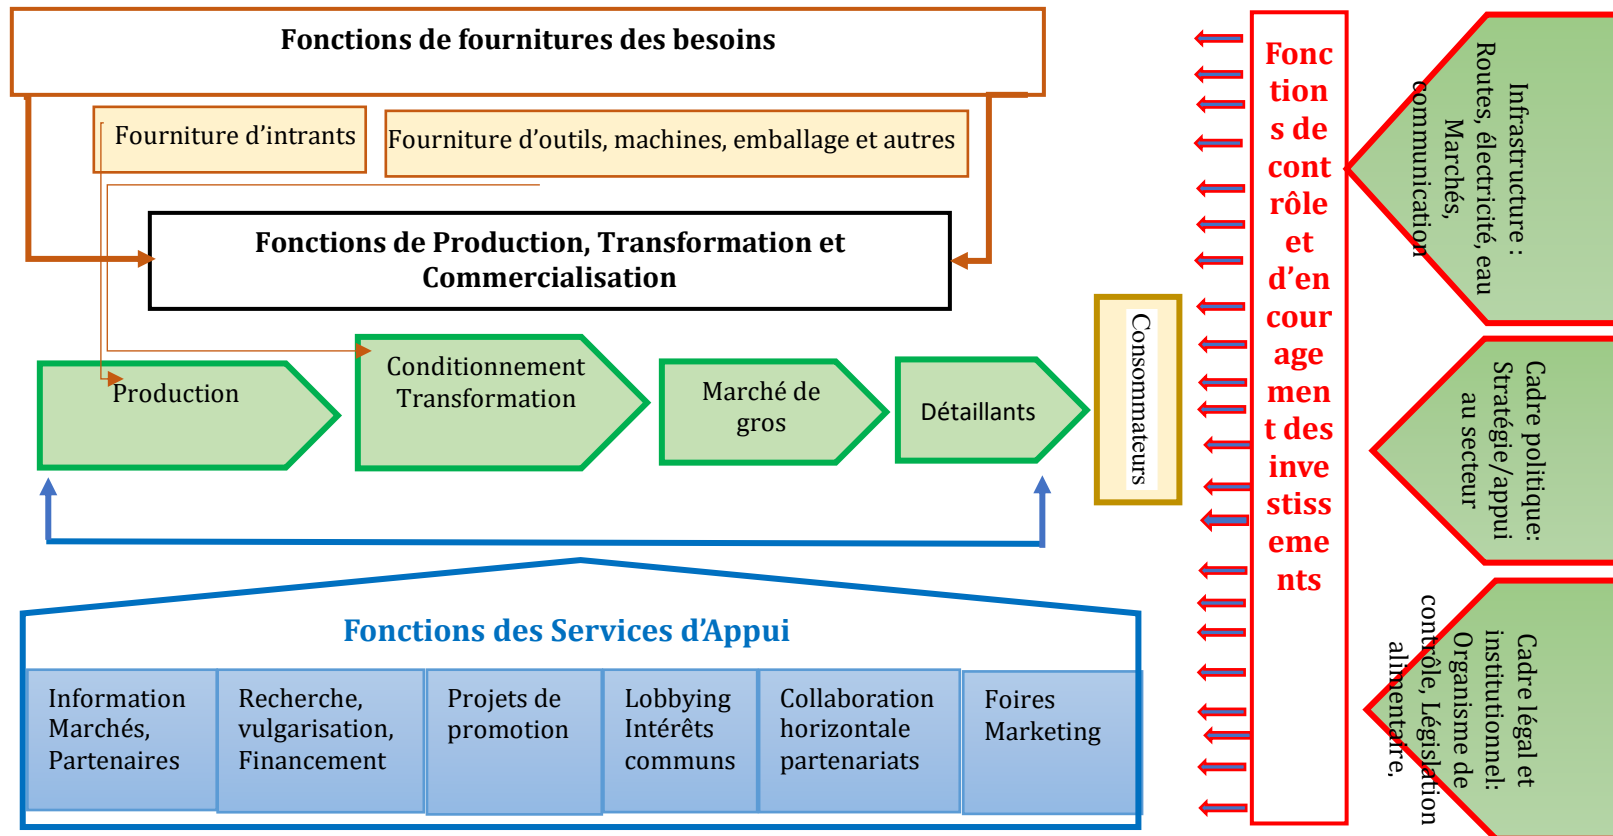 Fonctions de fournitures des besoins
Fourniture d’intrants
Fourniture d’outils, machines, emballage et autres
Fonctions de Production, Transformation et
Commercialisation
Production
Conditionnement
Transformation
Marché de
gros
Détaillants
Consommateurs
Fonctions des Services d’Appui
Information
Marchés,
Partenaires
Recherche,
vulgarisation,
Financement
Projets de
promotion
Lobbying
Intérêts
communs
Collaboration
horizontale
partenariats
Foires
Marketing
Fonc
tion
s de
cont
rôle
et
d’en
cour
age
men
t des
inve
stiss
eme
nts
Infrastructure :
Routes, électricité, eau
Marchés,
communication
Cadre politique:
Stratégie/appui
au secteur
Cadre légal et
institutionnel:
Organisme de
contrôle, Législation
alimentaire,